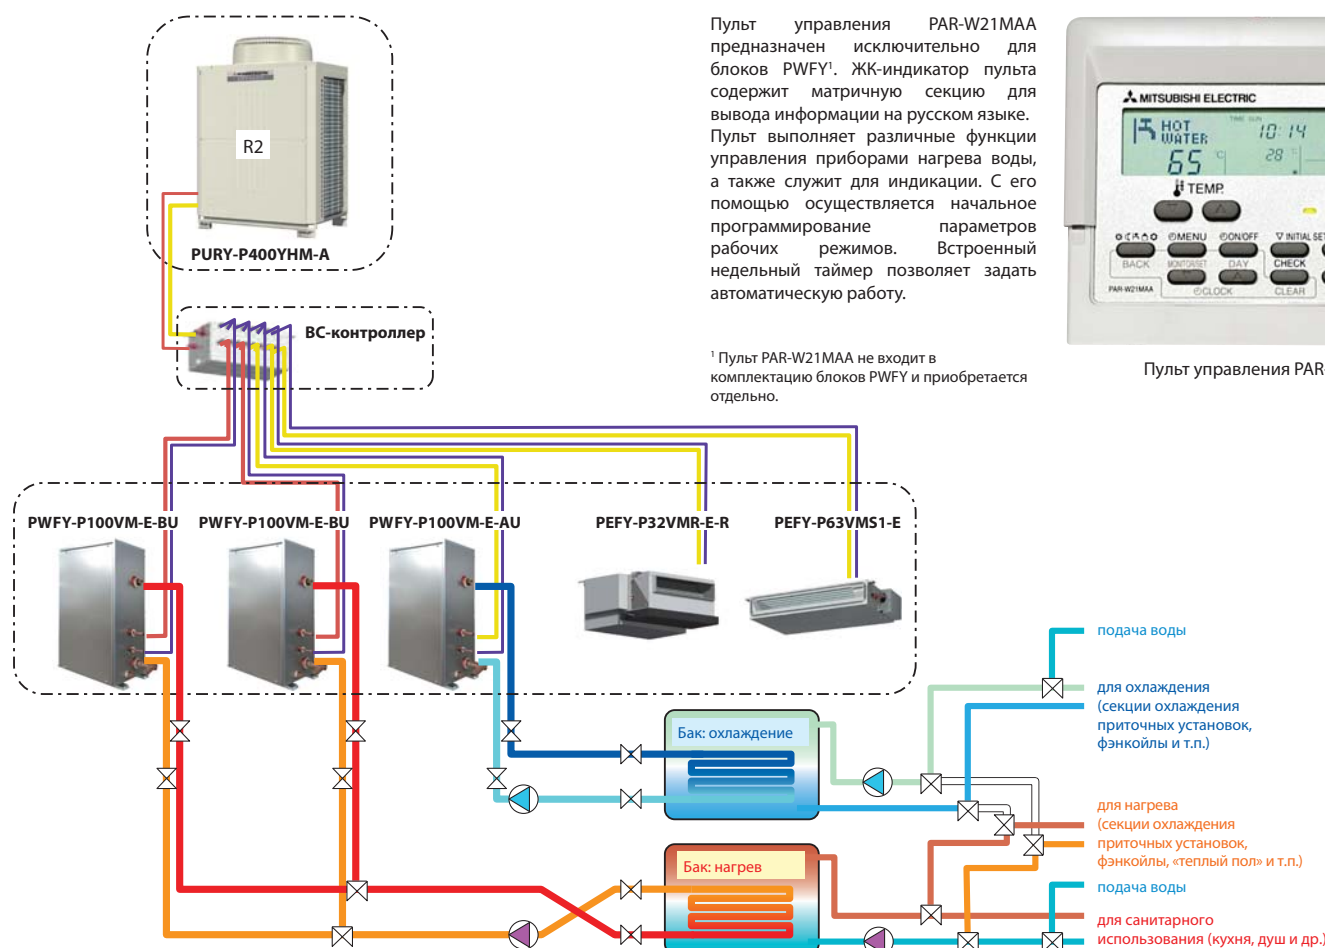 R2
PURY-P400YHM-A
BC-контроллер
Пульт управления PAR-W21MAA
предназначен исключительно для
блоков PWFY¹. ЖК-индикатор пульта
содержит матричную секцию для
вывода информации на русском языке.
Пульт выполняет различные функции
управления приборами нагрева воды,
а также служит для индикации. С его
помощью осуществляется начальное
программирование параметров
рабочих режимов. Встроенный
недельный таймер позволяет задать
автоматическую работу.
¹ Пульт PAR-W21MAA не входит в
комплектацию блоков PWFY и приобретается
отдельно.
MITSUBISHI ELECTRIC
HOT
WATER
TIME SUN
10:14
65 °C
28
TEMP.
MENU ON/OFF INITIAL SET
BACK MONITOR/SET DAY CHECK
PAR-W21MAA CLOCK CLEAR
Пульт управления PAR-
PWFY-P100VM-E-BU PWFY-P100VM-E-BU PWFY-P100VM-E-AU PEFY-P32VMR-E-R PEFY-P63VMS1-E
подача воды
для охлаждения
(секции охлаждения
приточных установок,
фэнкойлы и т.п.)
Бак: охлаждение
для нагрева
(секции охлаждения
приточных установок,
фэнкойлы, «теплый пол» и т.п.)
Бак: нагрев
подача воды
для санитарного
использования (кухня, душ и др.)